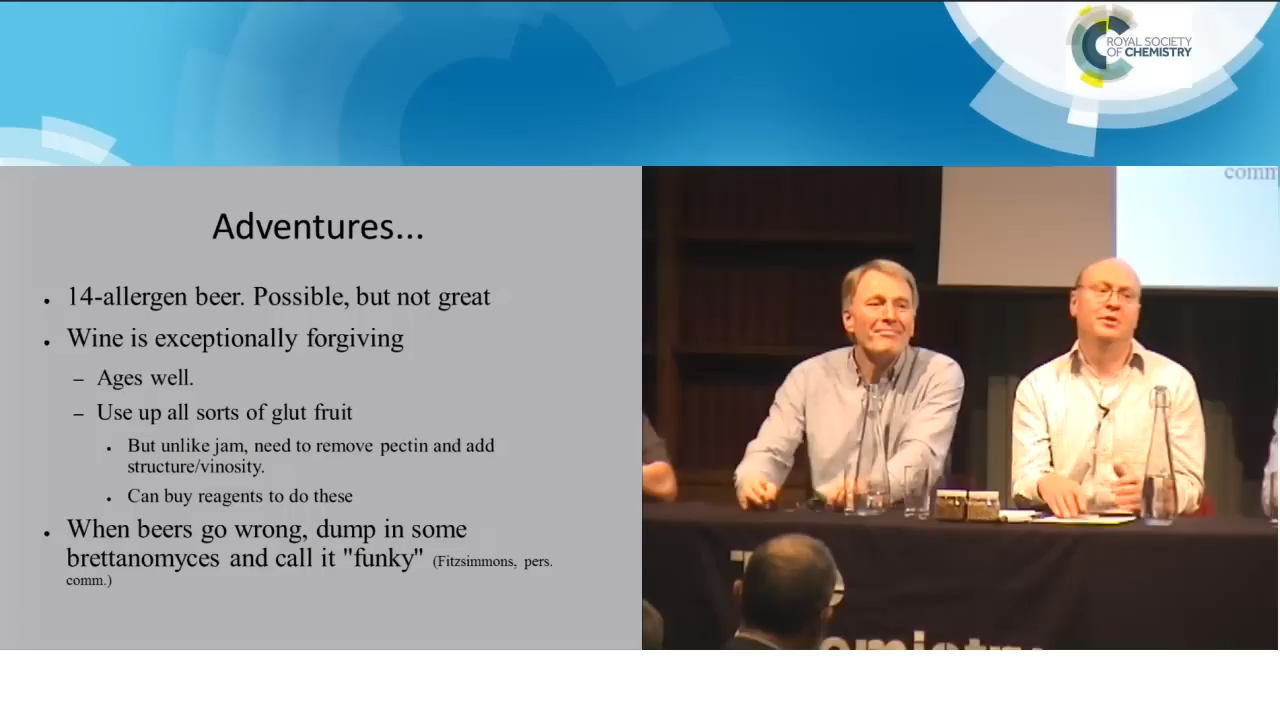 ROYAL SOCIETY
OF CHEMISTRY
comm
Adventures...
• 14-allergen beer. Possible, but not great
• Wine is exceptionally forgiving
– Ages well.
– Use up all sorts of glut fruit
• But unlike jam, need to remove pectin and add
structure/vinosity.
• Can buy reagents to do these
• When beers go wrong, dump in some
brettanomyces and call it "funky" (Fitzsimmons, pers.
comm.)